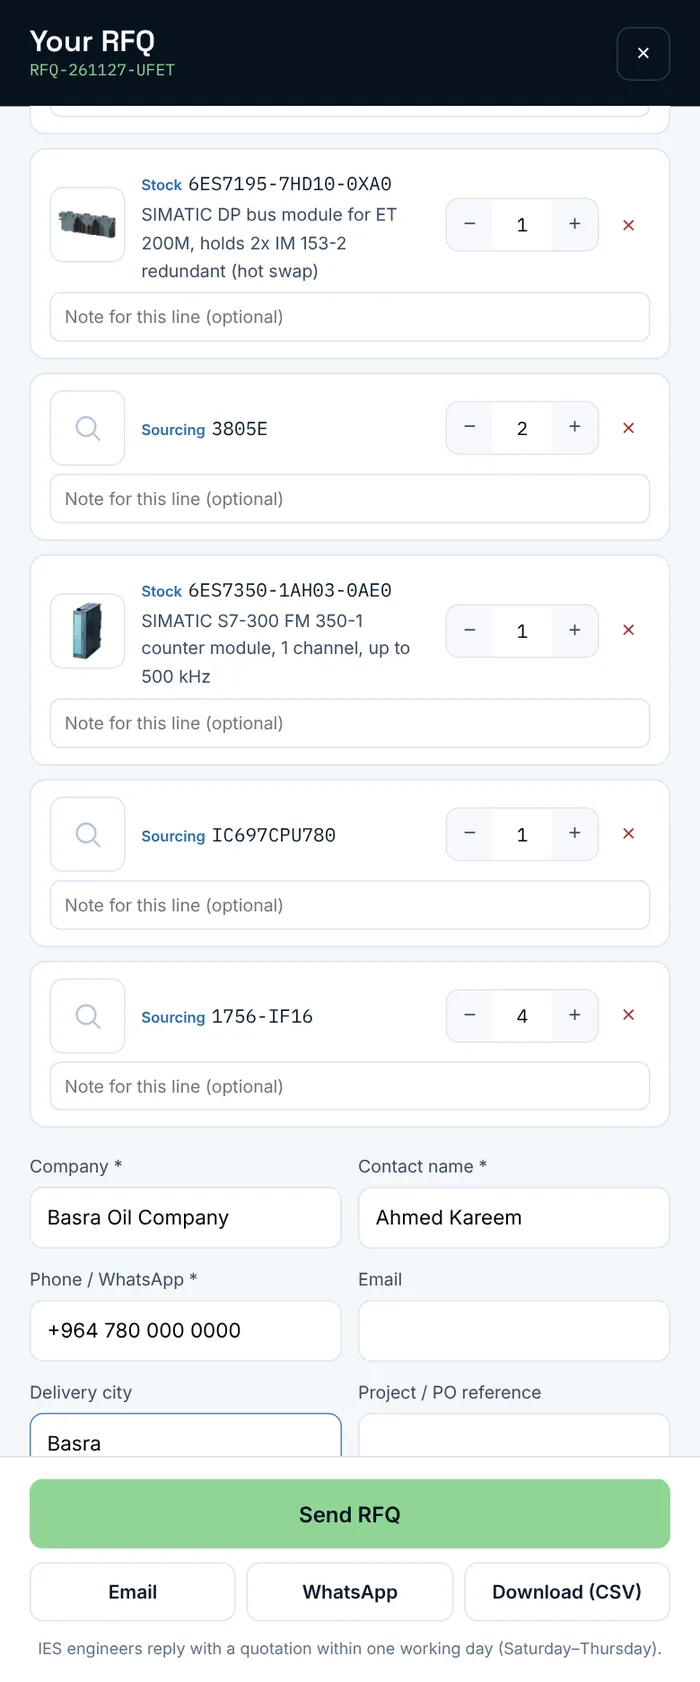 Your RFQ
RFQ-261127-UFET
×
Stock 6ES7195-7HD10-0XA0
SIMATIC DP bus module for ET
200M, holds 2x IM 153-2
redundant (hot swap)
− 1 + ×
Note for this line (optional)
Sourcing 3805E
− 2 + ×
Note for this line (optional)
Stock 6ES7350-1AH03-0AE0
SIMATIC S7-300 FM 350-1
counter module, 1 channel, up to
500 kHz
− 1 + ×
Note for this line (optional)
Sourcing IC697CPU780
− 1 + ×
Note for this line (optional)
Sourcing 1756-IF16
− 4 + ×
Note for this line (optional)
Company * Contact name *
Basra Oil Company Ahmed Kareem
Phone / WhatsApp * Email
+964 780 000 0000
Delivery city Project / PO reference
Basra
Send RFQ
Email WhatsApp Download (CSV)
IES engineers reply with a quotation within one working day (Saturday–Thursday).